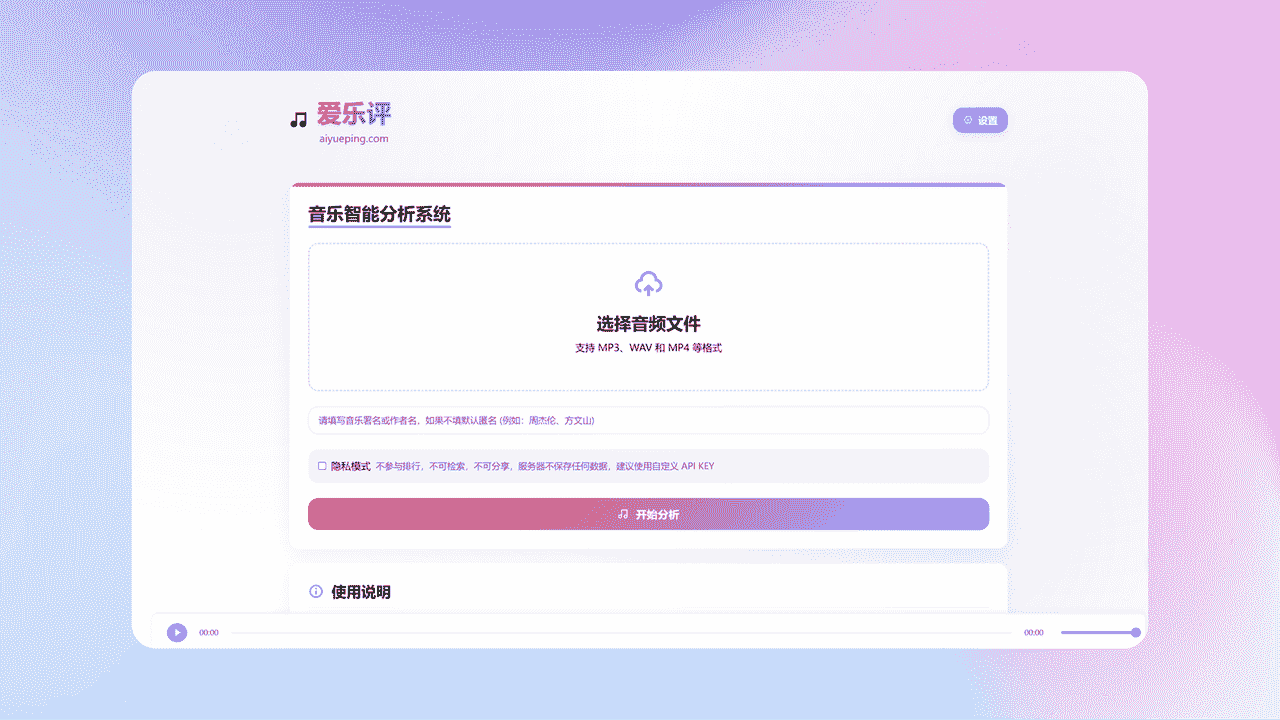 爱乐评
aiyueping.com
设置
音乐智能分析系统
选择音频文件
支持 MP3、WAV 和 MP4 等格式
请填写音乐署名或作者名，如果不填默认匿名 (例如：周杰伦、方文山)
隐私模式 不参与排行，不可检索，不可分享，服务器不保存任何数据，建议使用自定义 API KEY
开始分析
使用说明
00:00 00:00